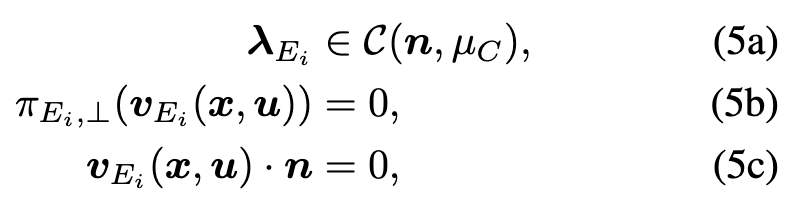 λ_{E_i} ∈ 𝒞(n, μ_C), (5a)
π_{E_i,⊥}(v_{E_i}(x, u)) = 0, (5b)
v_{E_i}(x, u) · n = 0, (5c)